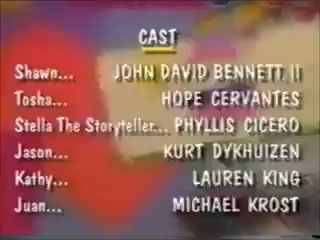 CAST
Shawn... JOHN DAVID BENNETT, II
Tosha... HOPE CERVANTES
Stella The Storyteller... PHYLLIS CICERO
Jason... KURT DYKHUIZEN
Kathy... LAUREN KING
Juan... MICHAEL KROST